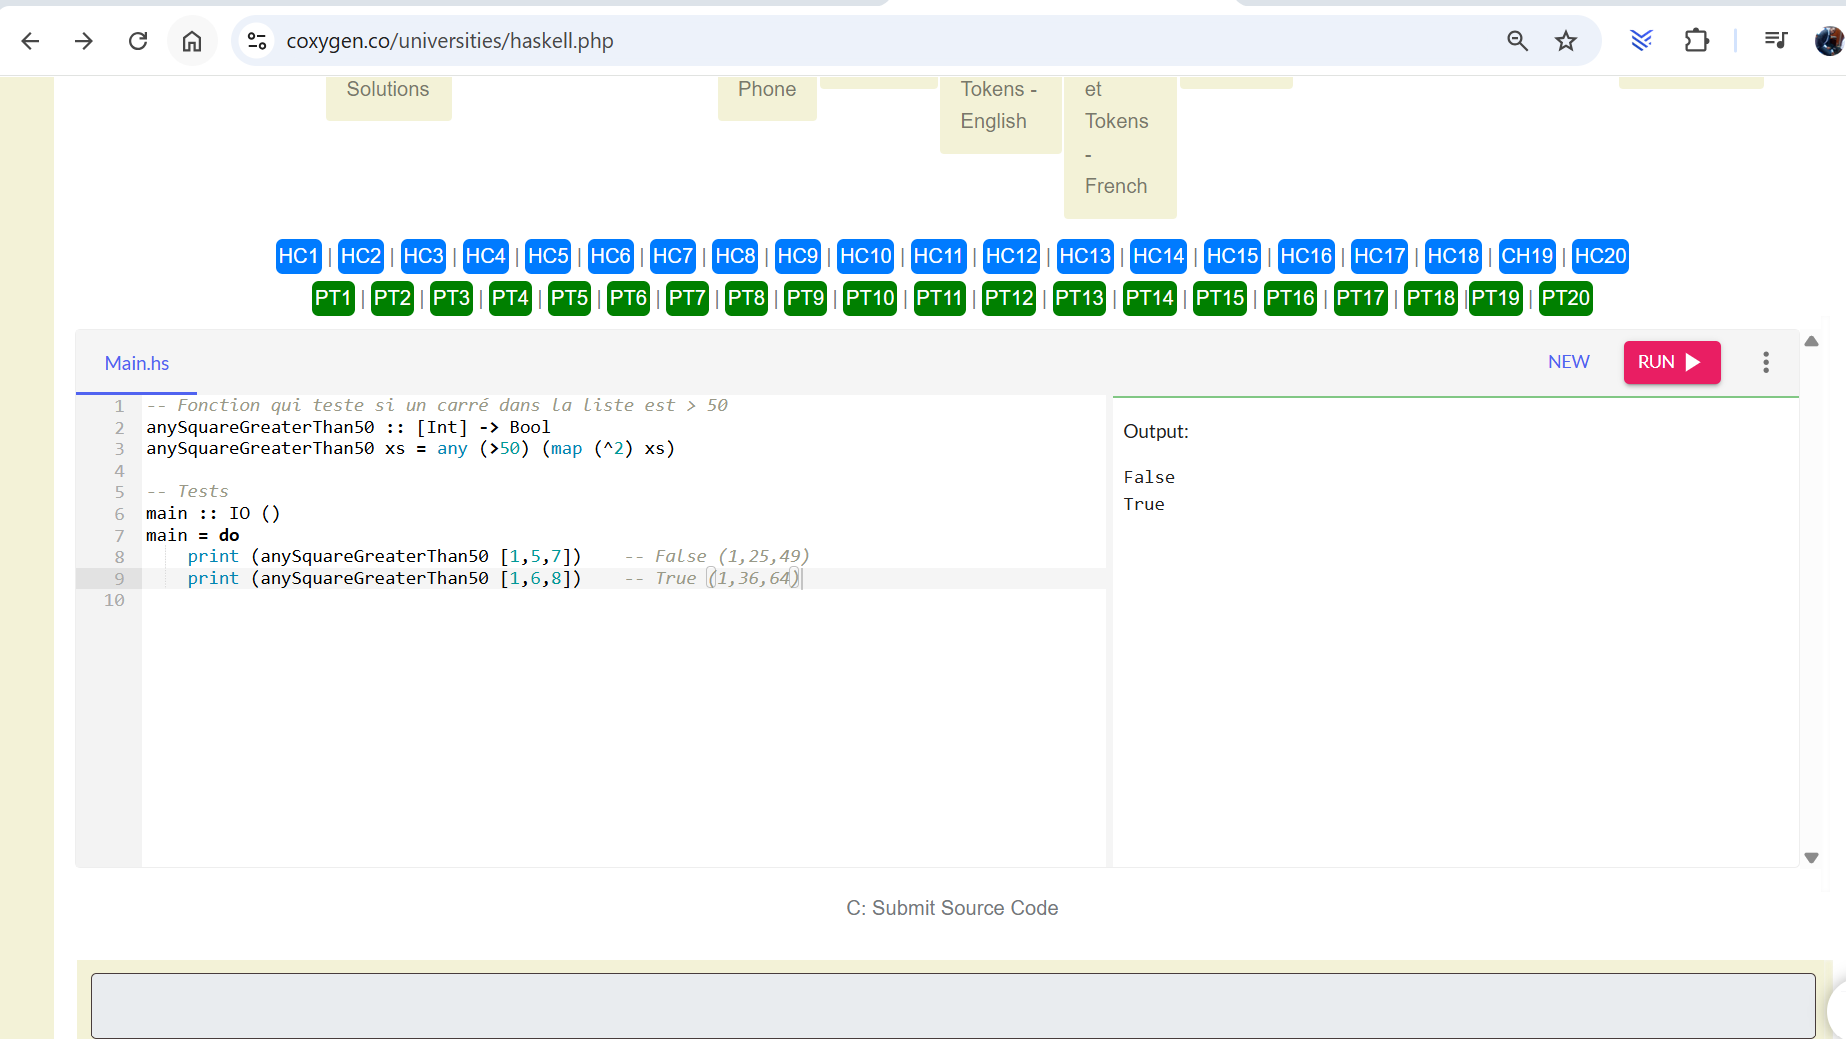 coxygen.co/universities/haskell.php
Solutions
Phone
Tokens -
English
et
Tokens
-
French
HC1 | HC2 | HC3 | HC4 | HC5 | HC6 | HC7 | HC8 | HC9 | HC10 | HC11 | HC12 | HC13 | HC14 | HC15 | HC16 | HC17 | HC18 | CH19 | HC20
PT1 | PT2 | PT3 | PT4 | PT5 | PT6 | PT7 | PT8 | PT9 | PT10 | PT11 | PT12 | PT13 | PT14 | PT15 | PT16 | PT17 | PT18 | PT19 | PT20
Main.hs
NEW
RUN
1 -- Fonction qui teste si un carré dans la liste est > 50
2 anySquareGreaterThan50 :: [Int] -> Bool
3 anySquareGreaterThan50 xs = any (>50) (map (^2) xs)
4
5 -- Tests
6 main :: IO ()
7 main = do
8     print (anySquareGreaterThan50 [1,5,7])    -- False (1,25,49)
9     print (anySquareGreaterThan50 [1,6,8])    -- True (1,36,64)
10
Output:
False
True
C: Submit Source Code